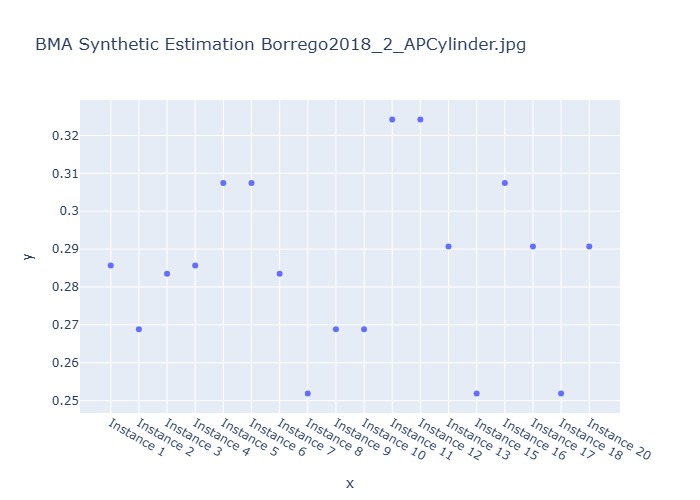 BMA Synthetic Estimation Borrego2018_2_APCylinder.jpg
0.32
0.31
0.3
0.29
0.28
0.27
0.26
0.25
y
Instance 1
Instance 2
Instance 3
Instance 4
Instance 5
Instance 6
Instance 7
Instance 8
Instance 9
Instance 10
Instance 11
Instance 12
Instance 13
Instance 15
Instance 16
Instance 17
Instance 18
Instance 20
x